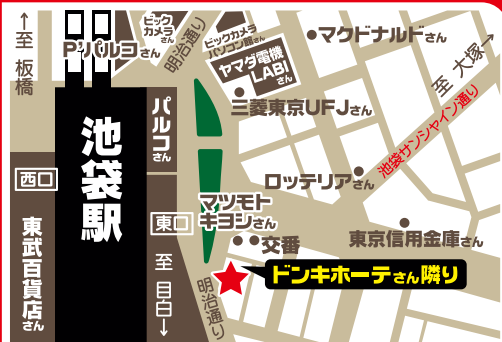 ↑至 板橋
P'パルコさん
ビック
カメラ
さん
明治通り
ビックカメラ
パソコン館さん
ヤマダ電機
LABI
さん
マクドナルドさん
至 大塚→
三菱東京UFJさん
池袋サンシャイン通り
パルコさん
池袋駅
西口
ロッテリアさん
マツモト
キヨシさん
東口
交番
東京信用金庫さん
東武百貨店さん
至 目白→
明治通り
ドンキホーテさん隣り